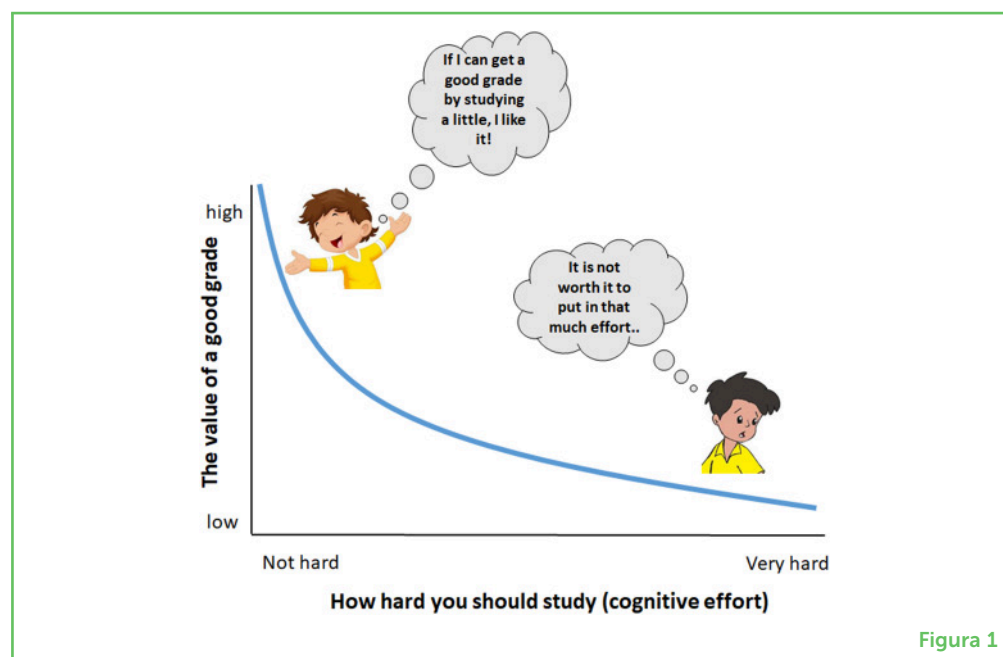 If I can get a
good grade
by studying
a little, I like
it!
high
It is not
worth it to
put in that
much effort..
The value of a good grade
low
Not hard
Very hard
How hard you should study (cognitive effort)
Figura 1